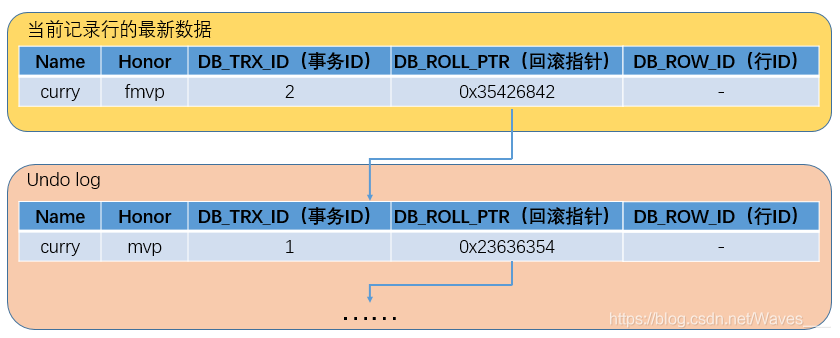 当前记录行的最新数据
Name Honor DB_TRX_ID（事务ID） DB_ROLL_PTR（回滚指针） DB_ROW_ID（行ID）
curry fmvp 2 0x35426842 -
Undo log
Name Honor DB_TRX_ID（事务ID） DB_ROLL_PTR（回滚指针） DB_ROW_ID（行ID）
curry mvp 1 0x23636354 -
······
https://blog.csdn.net/Waves___